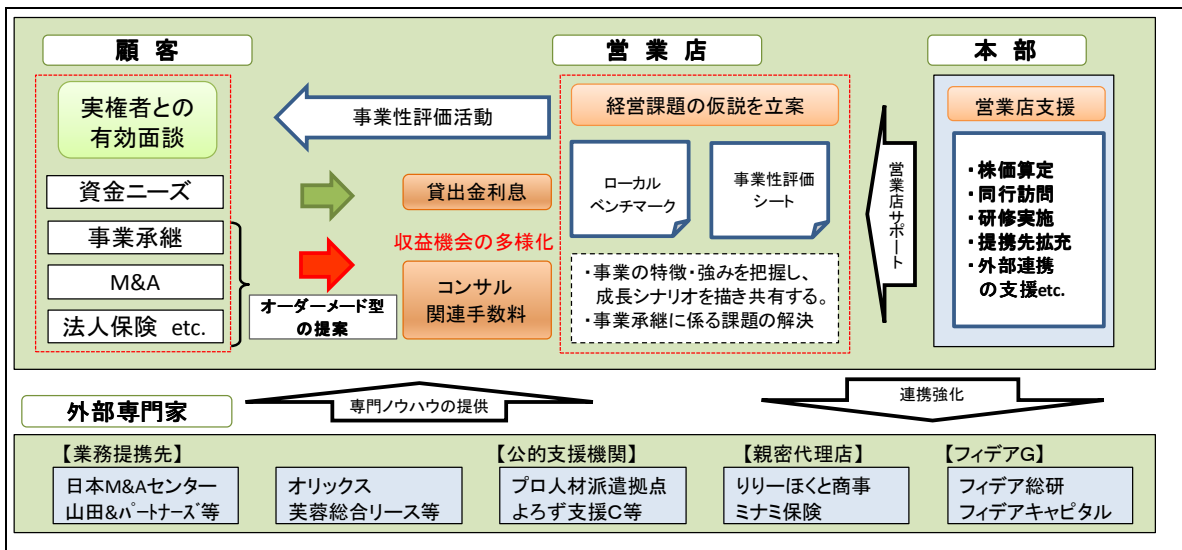 顧 客
実権者との
有効面談
資金ニーズ
事業承継
M&A
法人保険 etc.
事業性評価活動
貸出金利息
収益機会の多様化
コンサル
関連手数料
オーダーメード型
の提案
営 業 店
経営課題の仮説を立案
ローカル
ベンチマーク
事業性評価
シート
・事業の特徴・強みを把握し、
成長シナリオを描き共有する。
・事業承継に係る課題の解決
営業店サポート
本 部
営業店支援
・株価算定
・同行訪問
・研修実施
・提携先拡充
・外部連携
の支援etc.
外部専門家
専門ノウハウの提供
連携強化
【業務提携先】
日本M&Aセンター
山田&パートナーズ等
オリックス
芙蓉総合リース等
【公的支援機関】
プロ人材派遣拠点
よろず支援C等
【親密代理店】
りりーほくと商事
ミナミ保険
【フィデアG】
フィデア総研
フィデアキャピタル